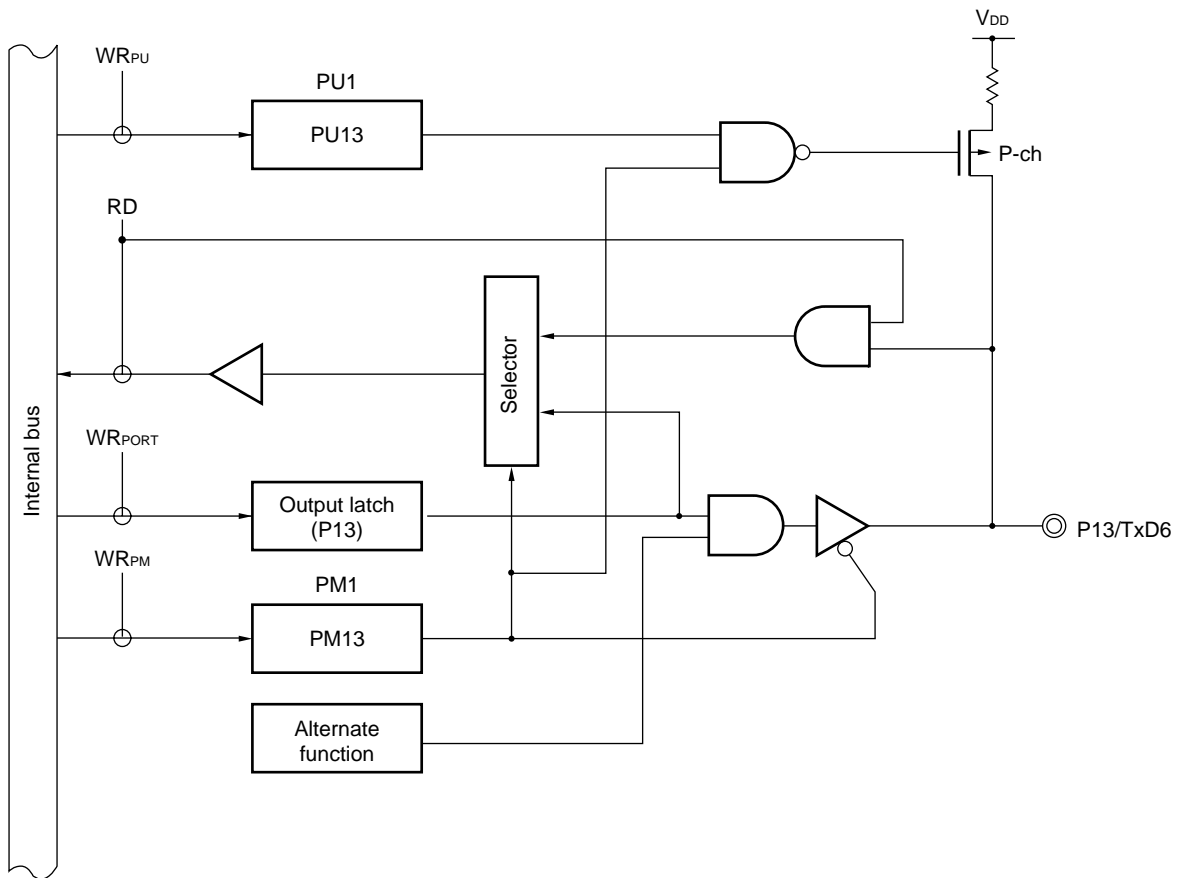 VDD
WRPU
PU1
PU13
P-ch
RD
Selector
Internal bus
WRPORT
Output latch
(P13)
P13/TxD6
WRPM
PM1
PM13
Alternate
function